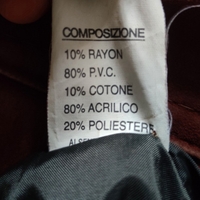 COMPOSIZIONE
10% RAYON
80% P.V.C.
10% COTONE
80% ACRILICO
20% POLIESTERE